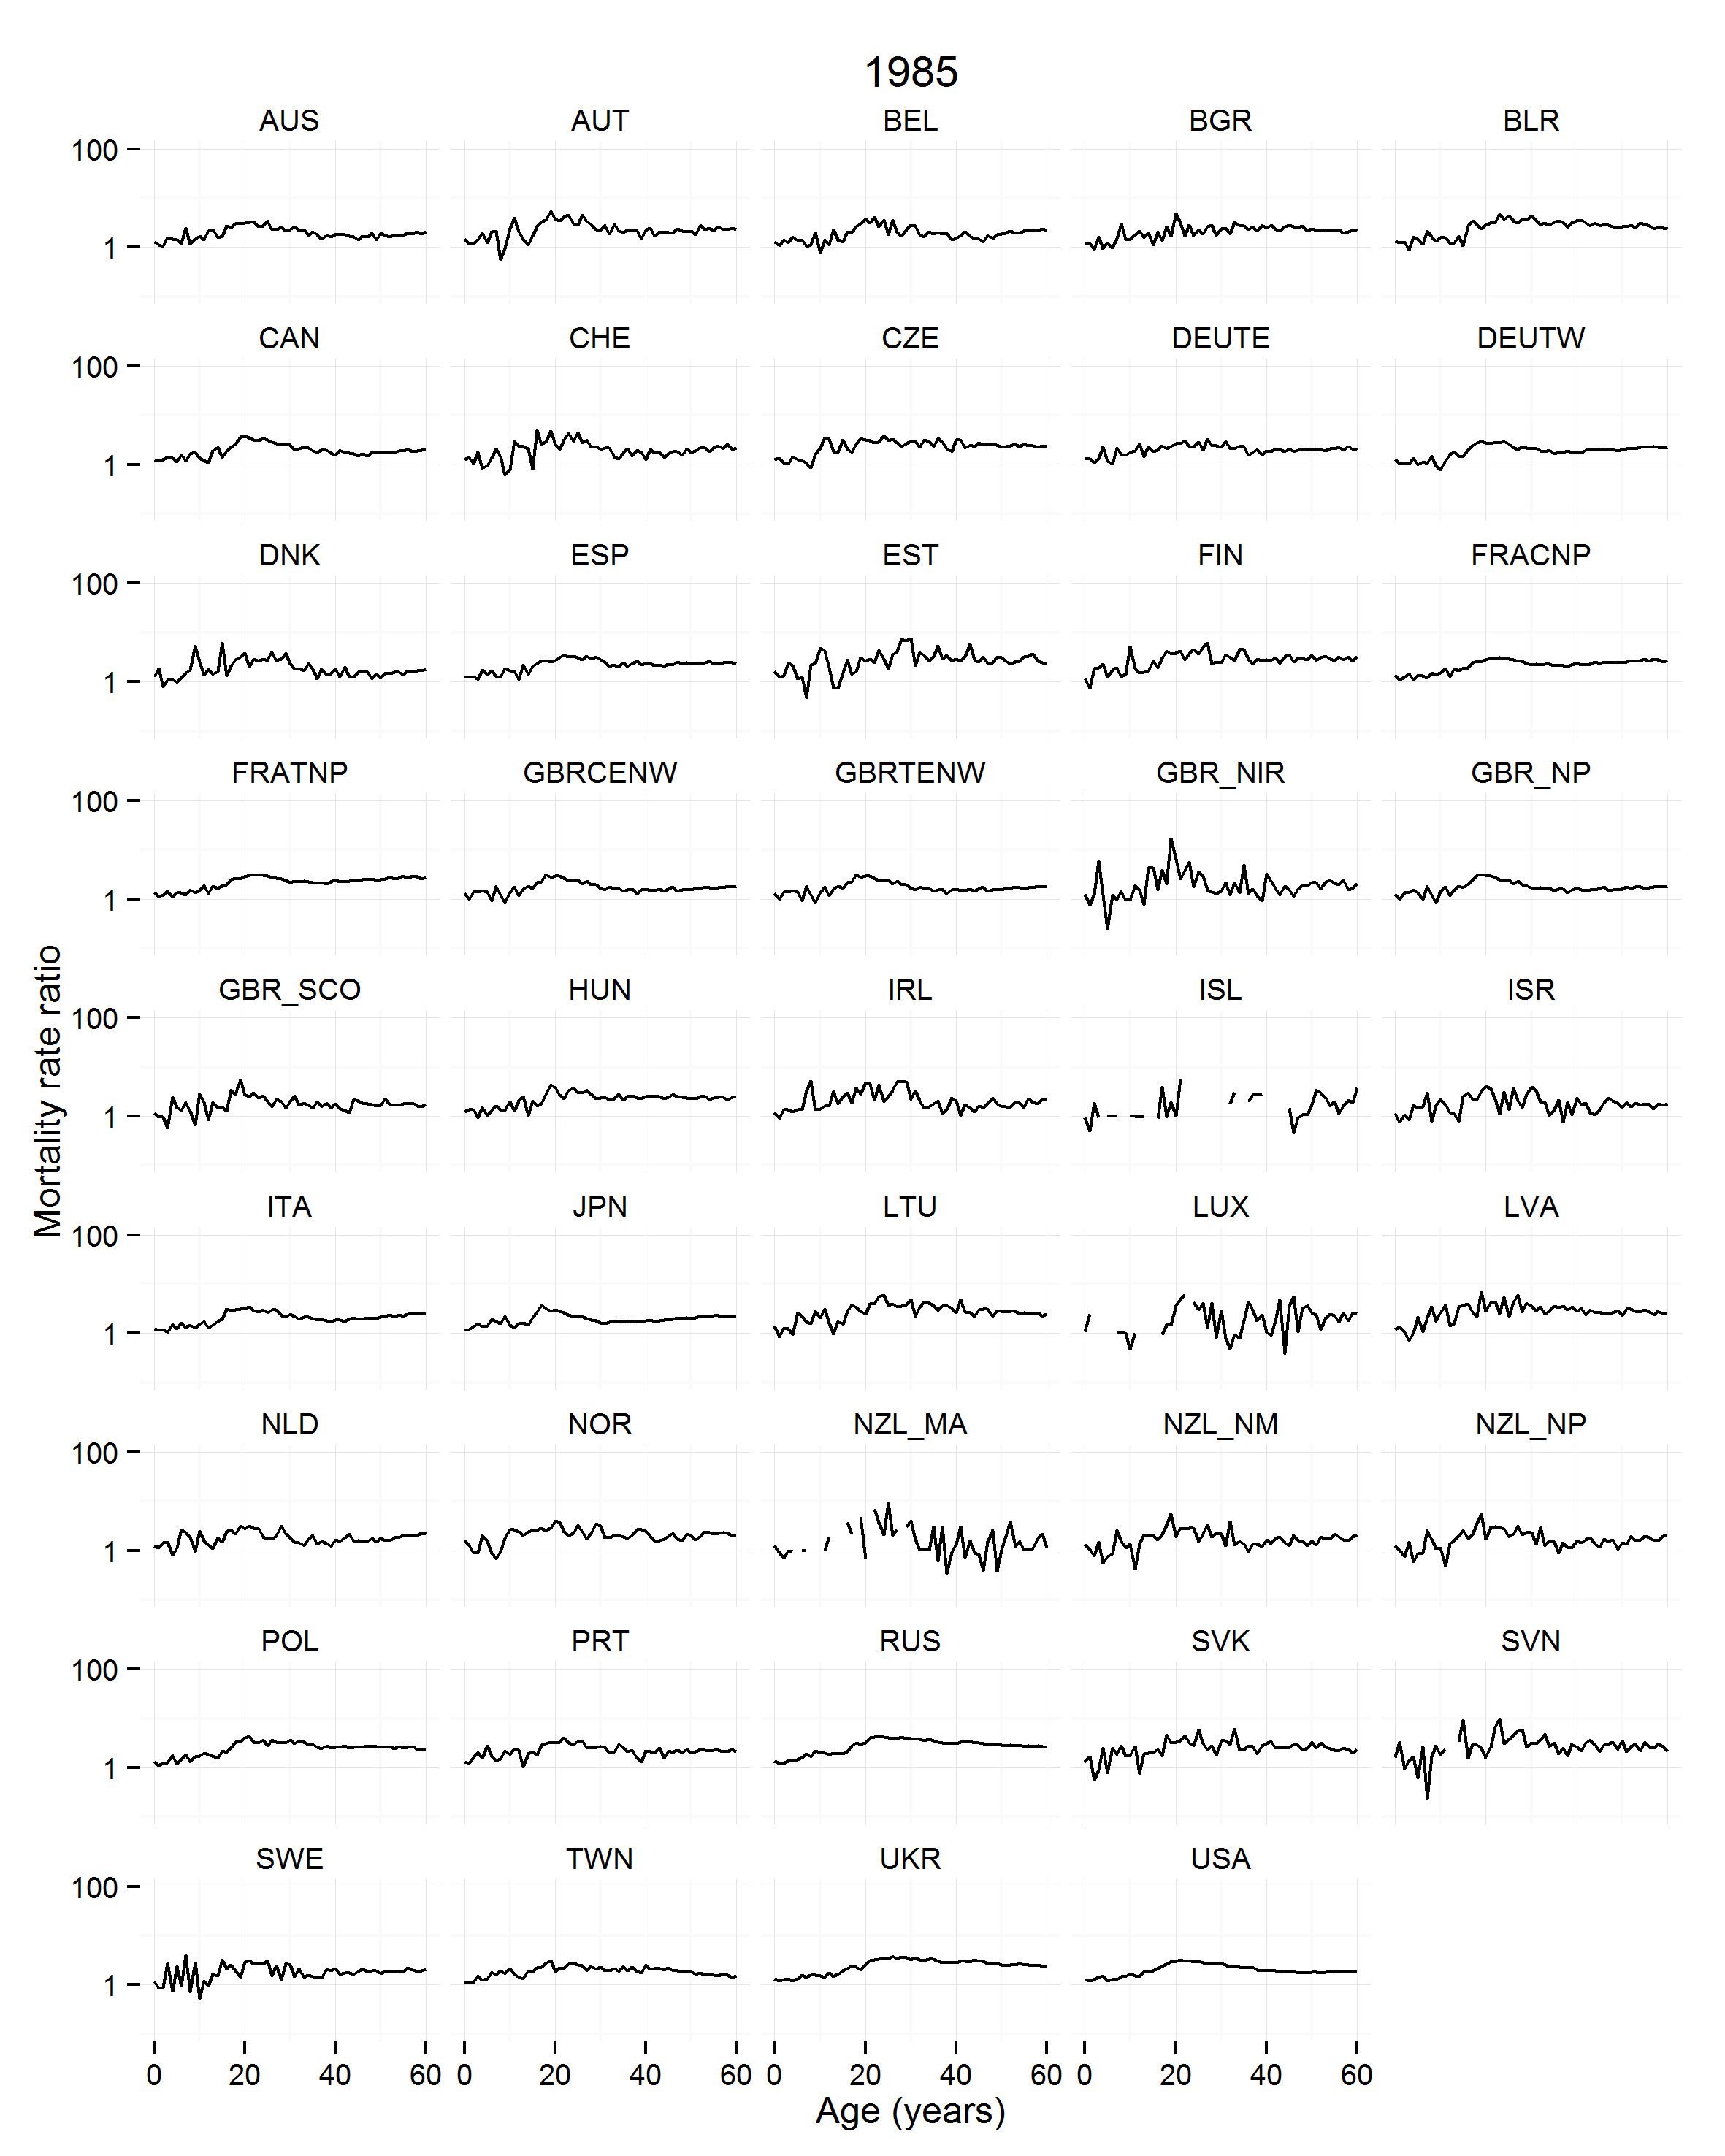 1985
AUS AUT BEL BGR BLR
100
1
CAN CHE CZE DEUTE DEUTW
100
1
DNK ESP EST FIN FRACNP
100
1
FRATNP GBRCENW GBRTENW GBR_NIR GBR_NP
100
1
GBR_SCO HUN IRL ISL ISR
100
1
ITA JPN LTU LUX LVA
100
1
NLD NOR NZL_MA NZL_NM NZL_NP
100
1
POL PRT RUS SVK SVN
100
1
SWE TWN UKR USA
100
1
0 20 40 60 0 20 40 60 0 20 40 60 0 20 40 60
Age (years)
Mortality rate ratio